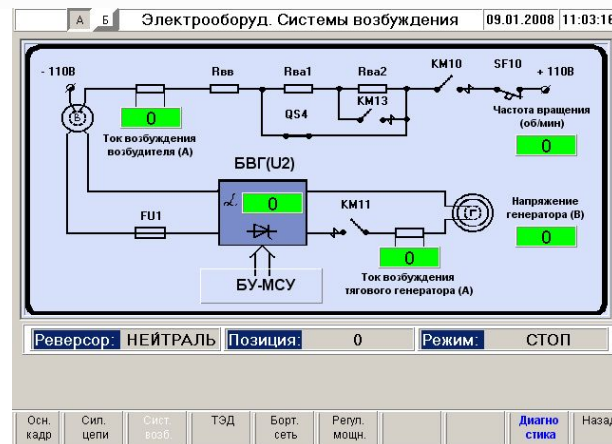 А Б Электрооборуд. Системы возбуждения 09.01.2008 11:03:16
- 110В Rвв Rва1 Rва2 КМ10 SF10 + 110В
КМ13
QS4
В
0
Ток возбуждения
возбудителя (А)
Частота вращения
(об/мин)
0
БВГ(U2)
α 0
FU1
КМ11
Г
Напряжение
генератора (В)
0
0
Ток возбуждения
тягового генератора (А)
БУ-МСУ
Реверсор: НЕЙТРАЛЬ Позиция: 0 Режим: СТОП
Осн. кадр
Сил. цепи
Сист. возб.
ТЭД
Борт. сеть
Регул. мощн.
Диагно стика
Назад